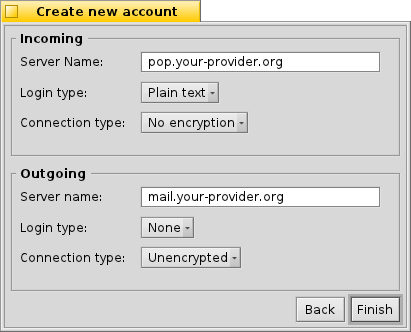 Create new account
Incoming
Server Name: pop.your-provider.org
Login type: Plain text
Connection type: No encryption
Outgoing
Server name: mail.your-provider.org
Login type: None
Connection type: Unencrypted
Back Finish